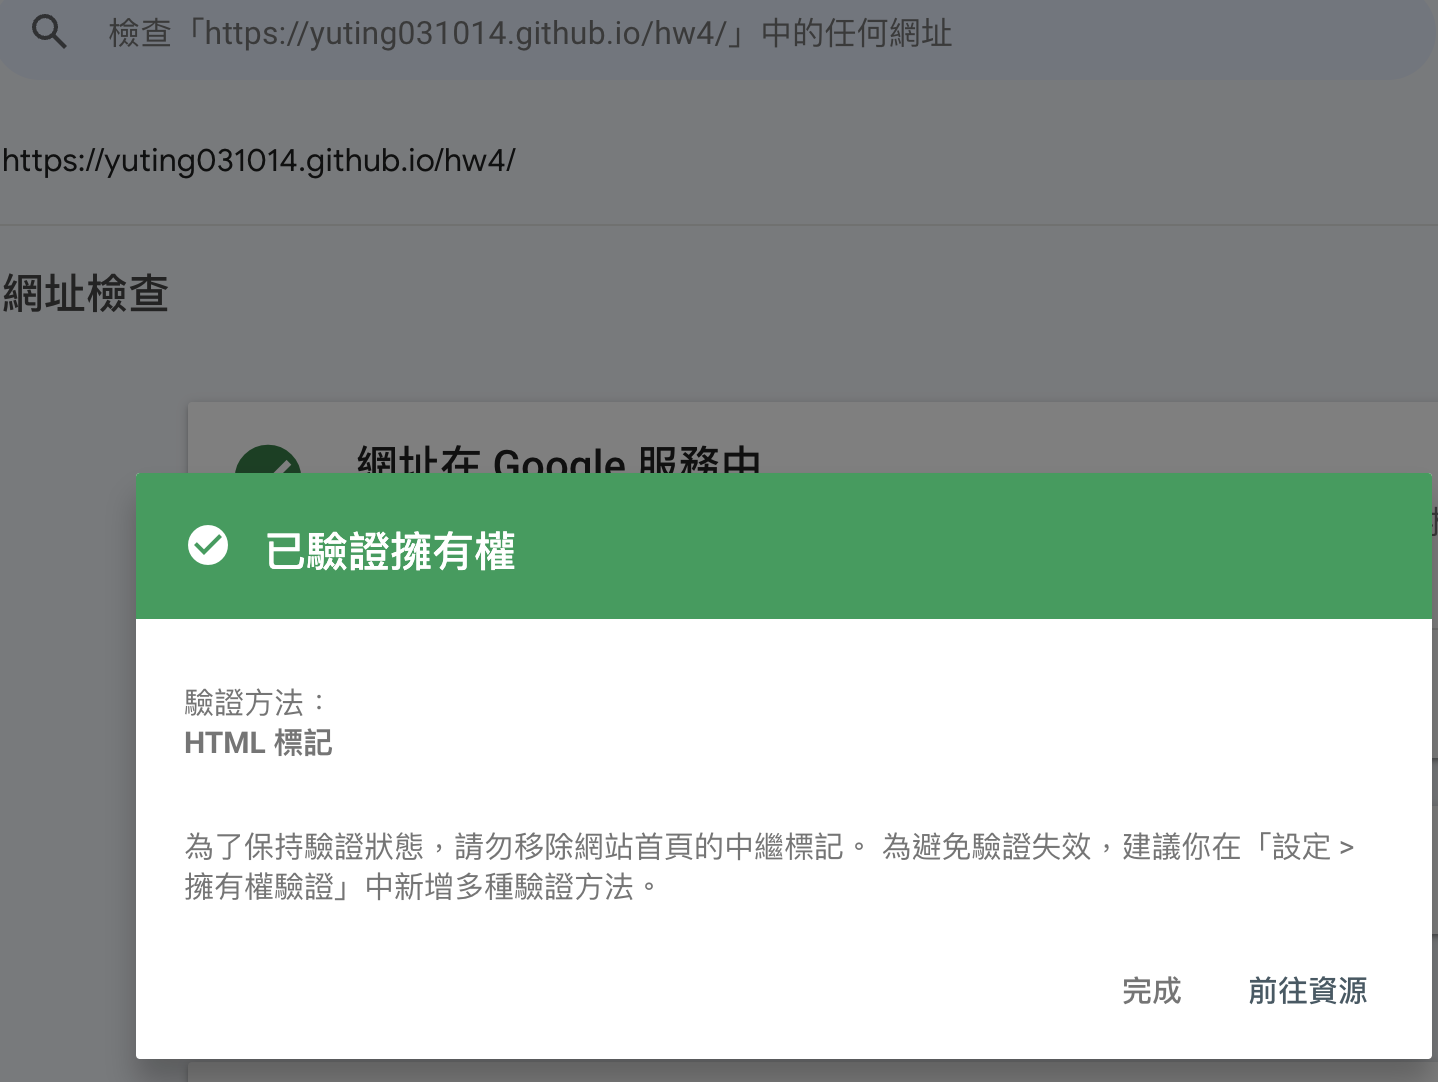 檢查「https://yuting031014.github.io/hw4/」中的任何網址
https://yuting031014.github.io/hw4/
網址檢查
網址在 Google 服務中
已驗證擁有權
驗證方法：
HTML 標記
為了保持驗證狀態，請勿移除網站首頁的中繼標記。 為避免驗證失效，建議你在「設定 >
擁有權驗證」中新增多種驗證方法。
完成 前往資源